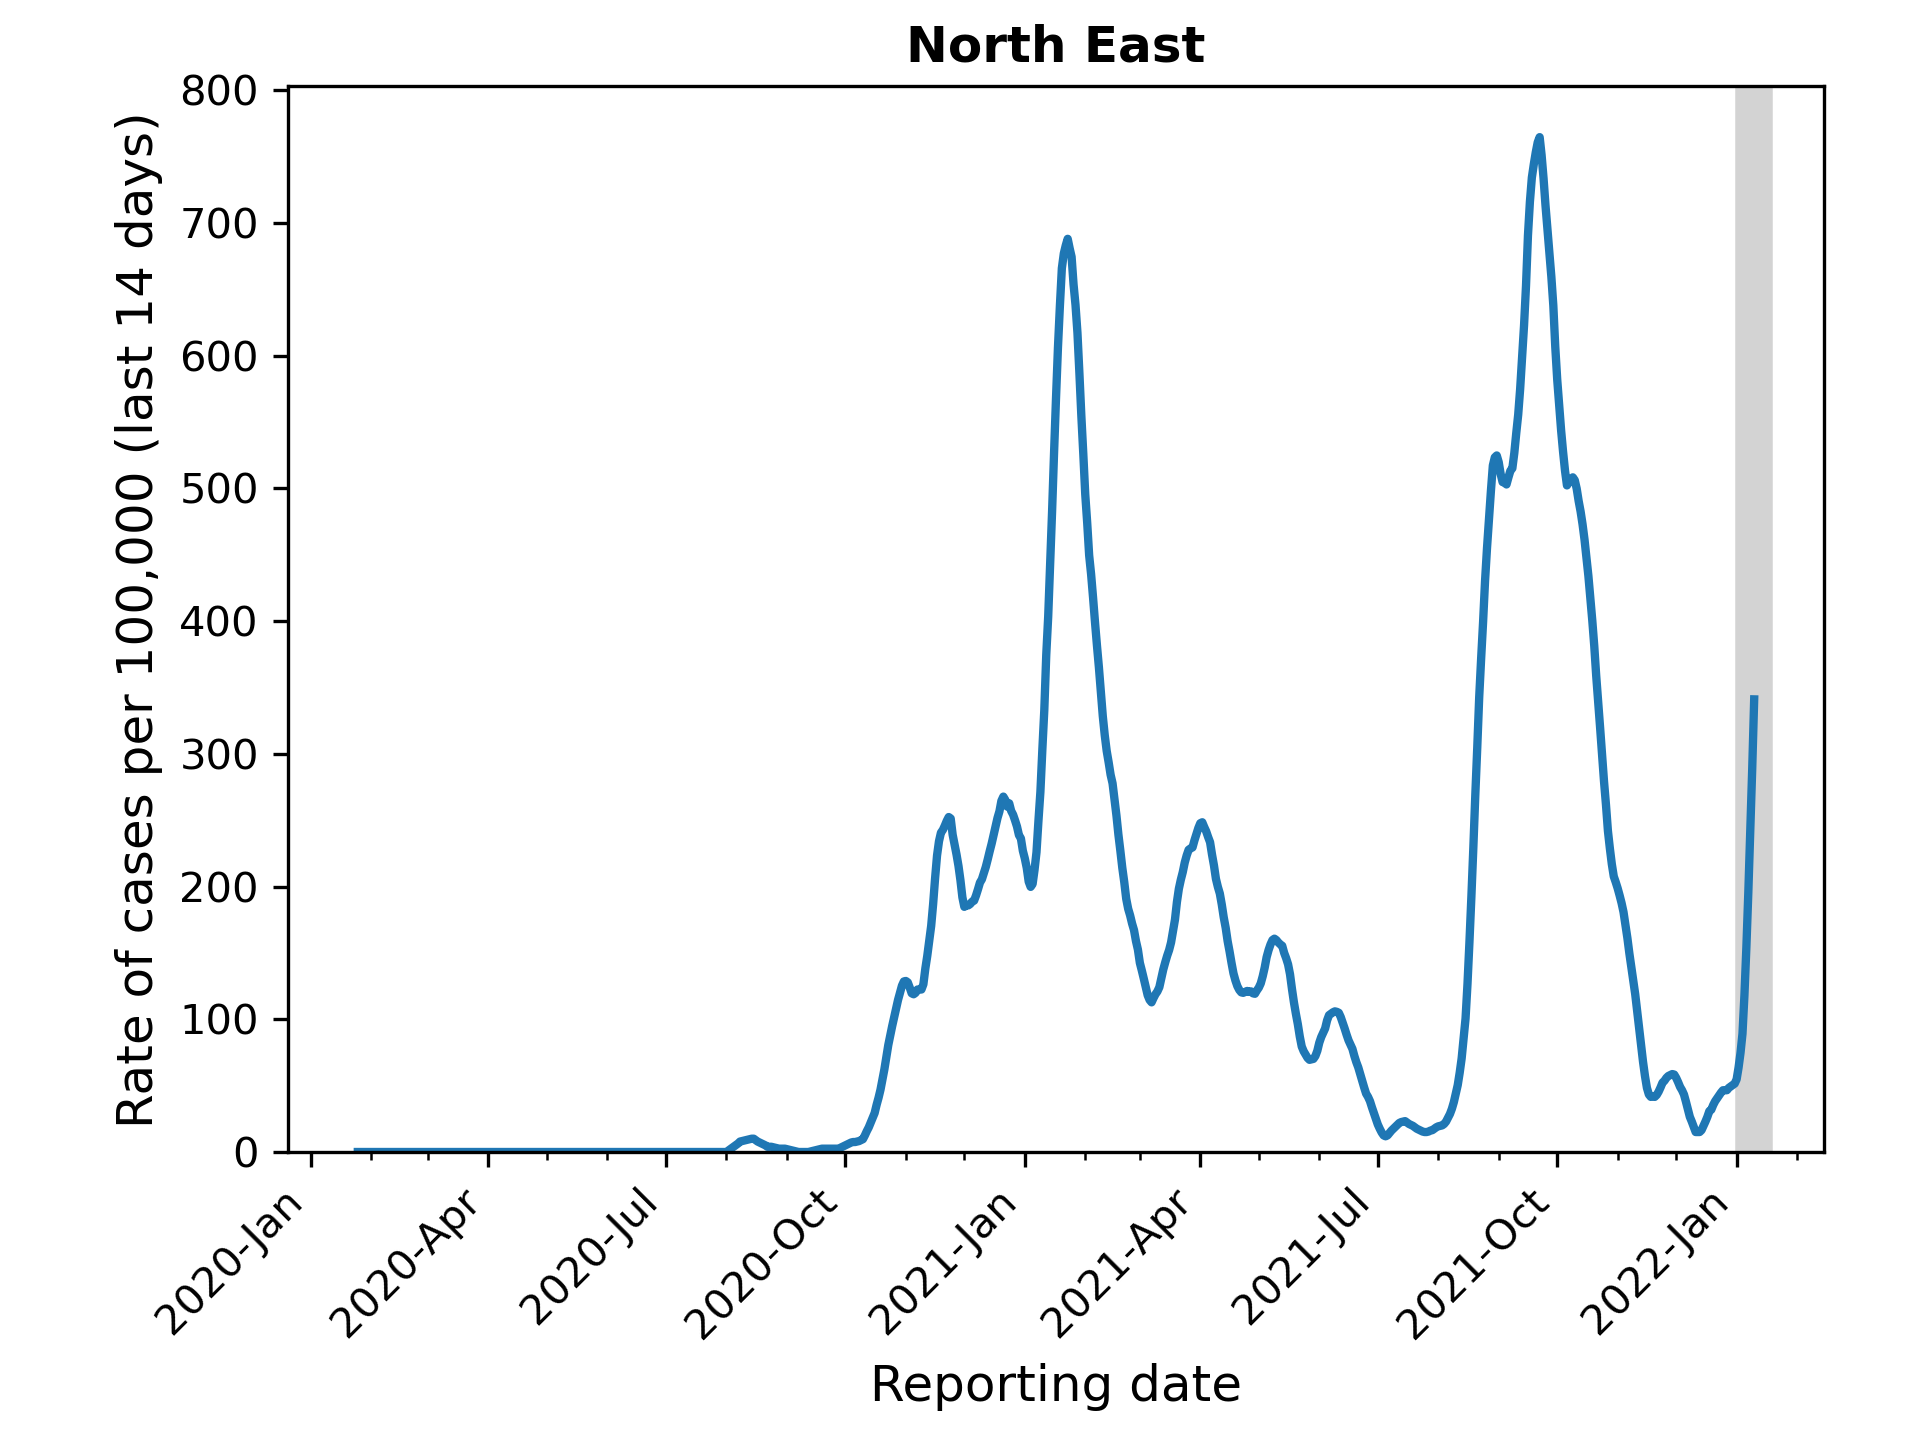 North East
Rate of cases per 100,000 (last 14 days)
800
700
600
500
400
300
200
100
0
2020-Jan
2020-Apr
2020-Jul
2020-Oct
2021-Jan
2021-Apr
2021-Jul
2021-Oct
2022-Jan
Reporting date